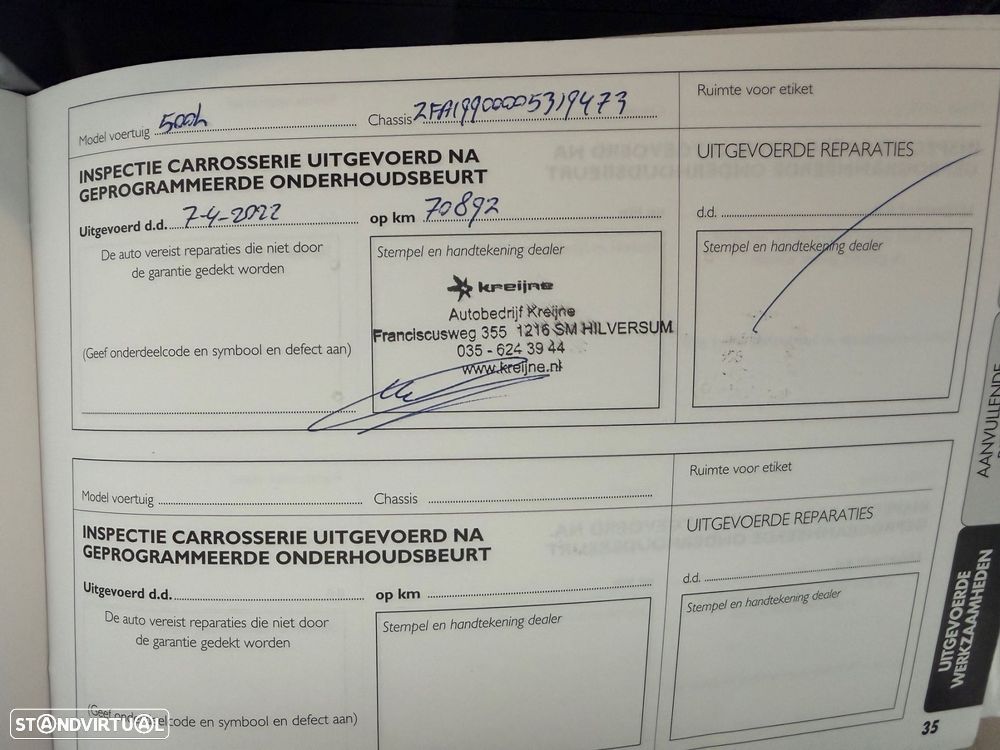 Model voertuig 500L Chassis ZFA19900005319473
INSPECTIE CARROSSERIE UITGEVOERD NA
GEPROGRAMMEERDE ONDERHOUDSBEURT
Uitgevoerd d.d. 7-4-2022 op km 70892
De auto vereist reparaties die niet door
de garantie gedekt worden
(Geef onderdeelcode en symbool en defect aan)
Stempel en handtekening dealer
kreijne
Autobedrijf Kreijne
Franciscusweg 355 1216 SM HILVERSUM
035 - 624 39 44
www.kreijne.nl
Ruimte voor etiket
UITGEVOERDE REPARATIES
d.d.
Stempel en handtekening dealer
Model voertuig Chassis
INSPECTIE CARROSSERIE UITGEVOERD NA
GEPROGRAMMEERDE ONDERHOUDSBEURT
Uitgevoerd d.d. op km
De auto vereist reparaties die niet door
de garantie gedekt worden
(Geef onderdeelcode en symbool en defect aan)
Stempel en handtekening dealer
Ruimte voor etiket
UITGEVOERDE REPARATIES
d.d.
Stempel en handtekening dealer
AANVULLENDE
UITGEVOERDE
WERKZAAMHEDEN
35
STANDVIRTUAL